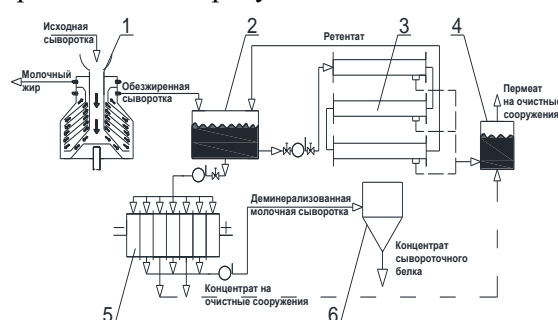 Исходная
сыворотка
1
2
3
4
Ретентат
Молочный
жир
Обезжиренная
сыворотка
Пермеат
на очистные
сооружения
Деминерализованная
молочная сыворотка
Концентрат
сывороточного
белка
Концентрат на
очистные сооружения
5
6